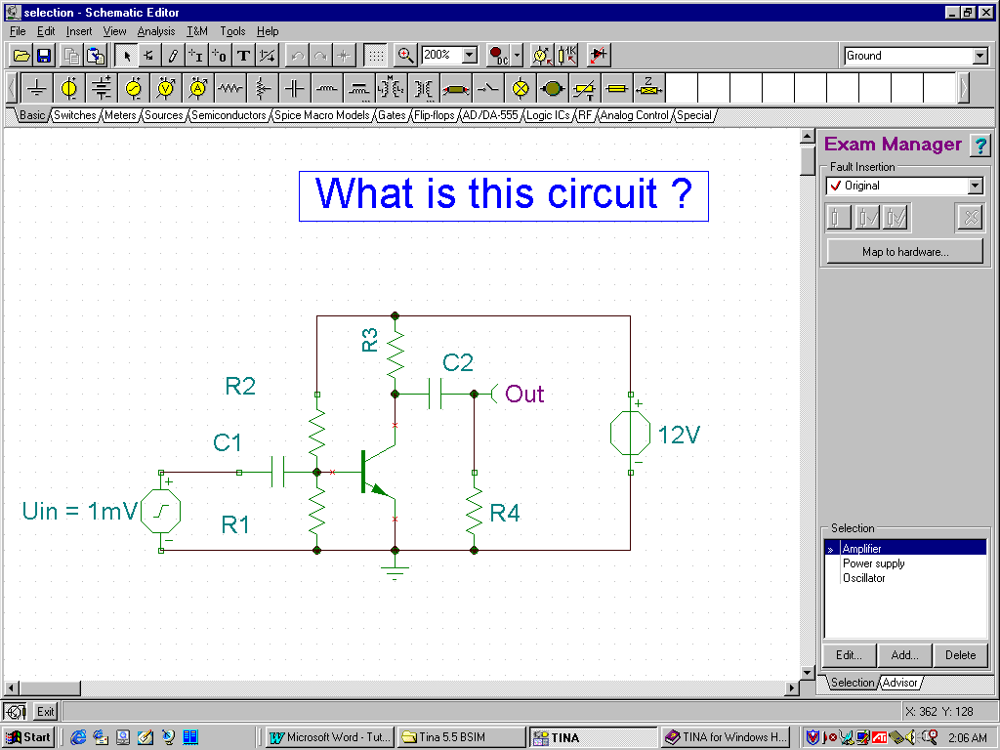 selection - Schematic Editor
File Edit Insert View Analysis T&M Tools Help
T 200% DC 1K Ground
M Z
Basic Switches Meters Sources Semiconductors Spice Macro Models Gates Flip-flops AD/DA-555 Logic ICs RF Analog Control Special
What is this circuit ?
Exam Manager ?
Fault Insertion
Original
Map to hardware...
R3
C2
R2
Out
+
12V
C1
-
+
Uin = 1mV
R1
R4
-
Selection
» Amplifier
Power supply
Oscillator
Edit... Add... Delete
Selection Advisor
Exit
X: 362 Y: 128
Start Microsoft Word - Tut... Tina 5.5 BSIM TINA TINA for Windows H... 2:06 AM